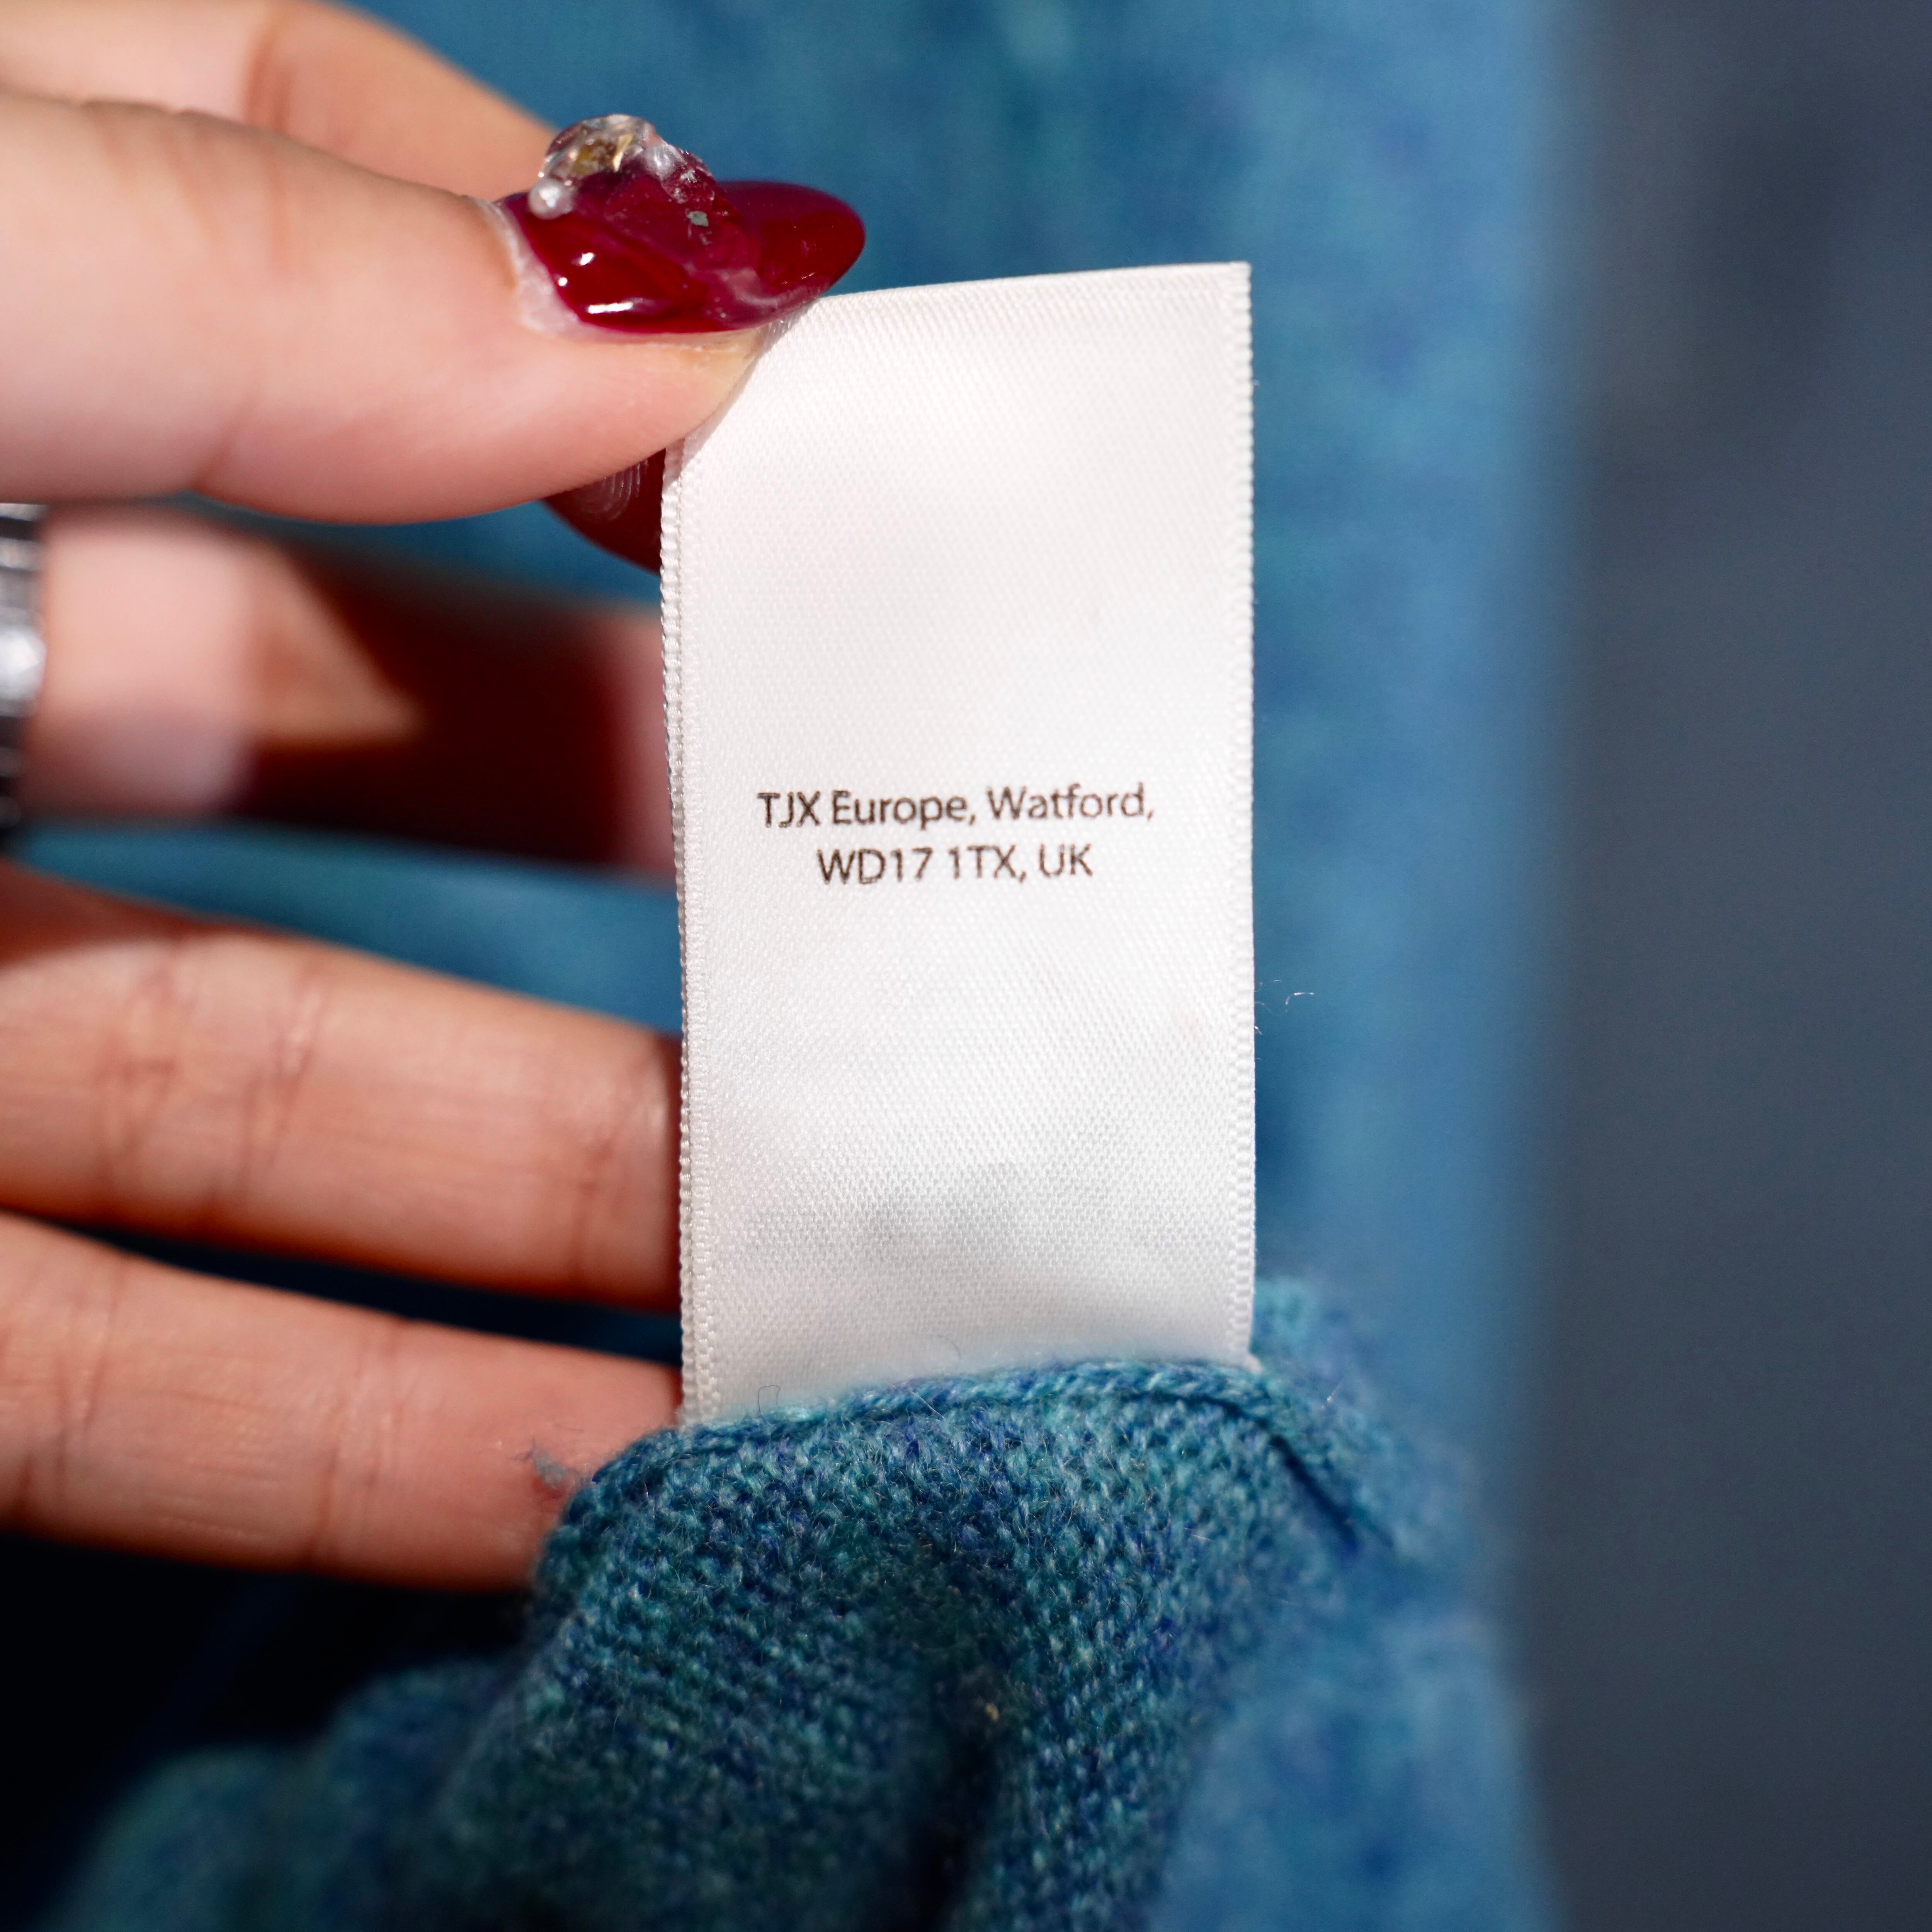 TJX Europe, Watford,
WD17 1TX, UK